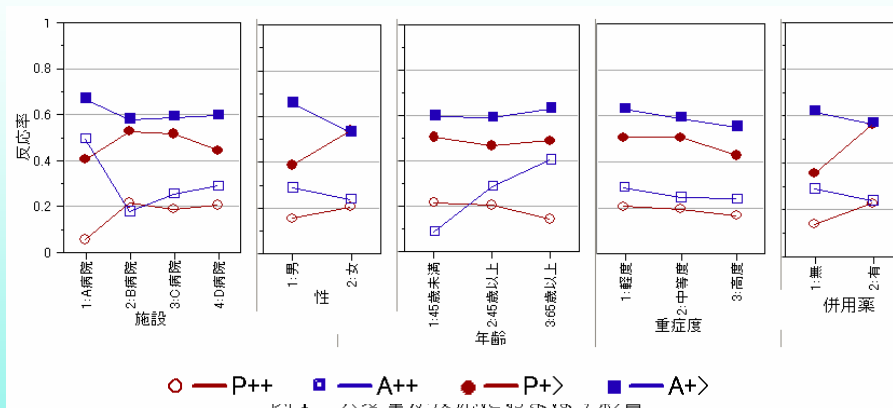 反応率
1
0.8
0.6
0.4
0.2
0
1:A病院
2:B病院
3:C病院
4:D病院
施設
1:男
2:女
性
1:45歳未満
2:45歳以上
3:65歳以上
年齢
1:軽度
2:中等度
3:高度
重症度
1:無
2:有
併用薬
P++ A++ P+> A+>